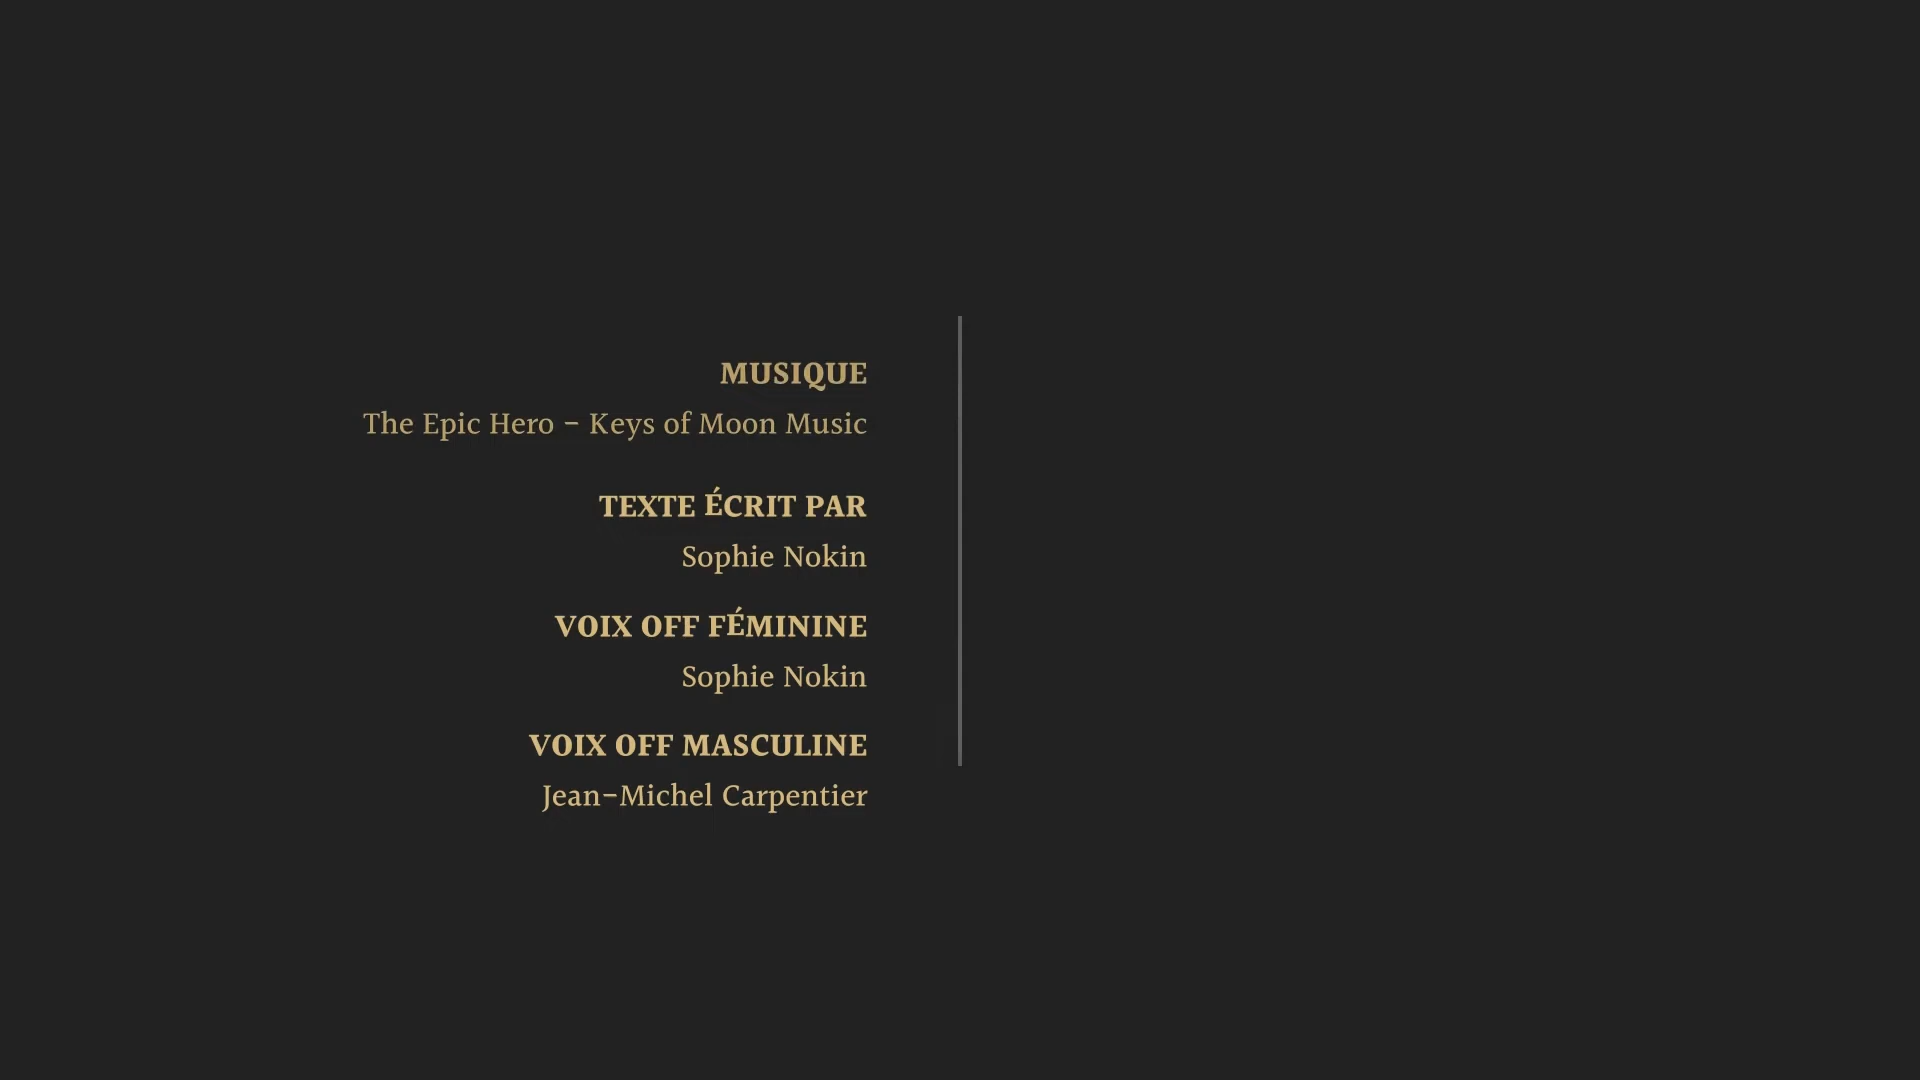 MUSIQUE
The Epic Hero - Keys of Moon Music
TEXTE ÉCRIT PAR
Sophie Nokin
VOIX OFF FÉMININE
Sophie Nokin
VOIX OFF MASCULINE
Jean-Michel Carpentier